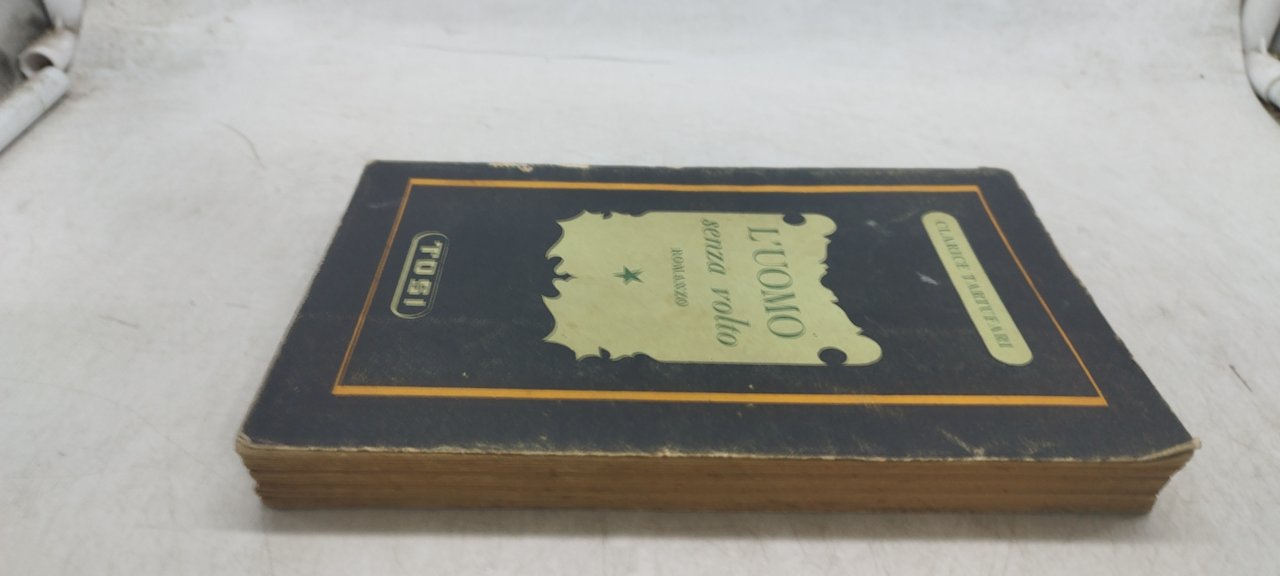 CLARICE TARTUFARI
L'UOMO
senza volto
ROMANZO
TOSI